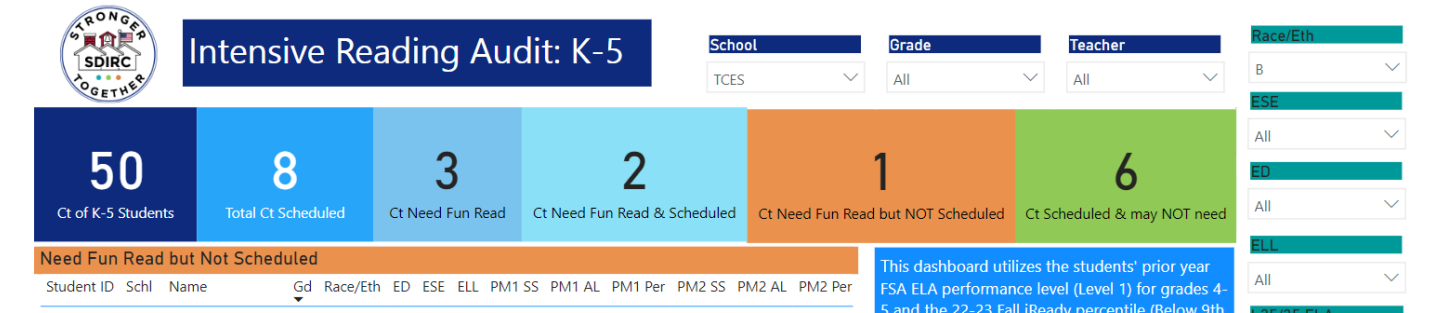 STRONGER
SDIRC
TOGETHER
Intensive Reading Audit: K-5
School
TCES
Grade
All
Teacher
All
Race/Eth
B
ESE
All
ED
All
ELL
All
50
Ct of K-5 Students
8
Total Ct Scheduled
3
Ct Need Fun Read
2
Ct Need Fun Read & Scheduled
1
Ct Need Fun Read but NOT Scheduled
6
Ct Scheduled & may NOT need
Need Fun Read but Not Scheduled
Student ID Schl Name Gd Race/Eth ED ESE ELL PM1 SS PM1 AL PM1 Per PM2 SS PM2 AL PM2 Per
This dashboard utilizes the students' prior year
FSA ELA performance level (Level 1) for grades 4-
5 and the 22-23 Fall iReady percentile (Below 9th